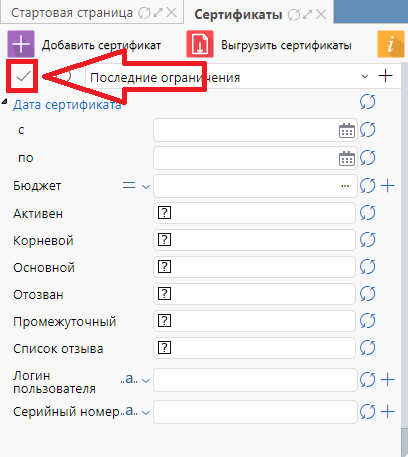 Стартовая страница
Сертификаты
Добавить сертификат
Выгрузить сертификаты
i
Последние ограничения
Дата сертификата
с
по
Бюджет
...
Активен
?
Корневой
?
Основной
?
Отозван
?
Промежуточный
?
Список отзыва
?
Логин
пользователя
..а..
Серийный номер
..а..